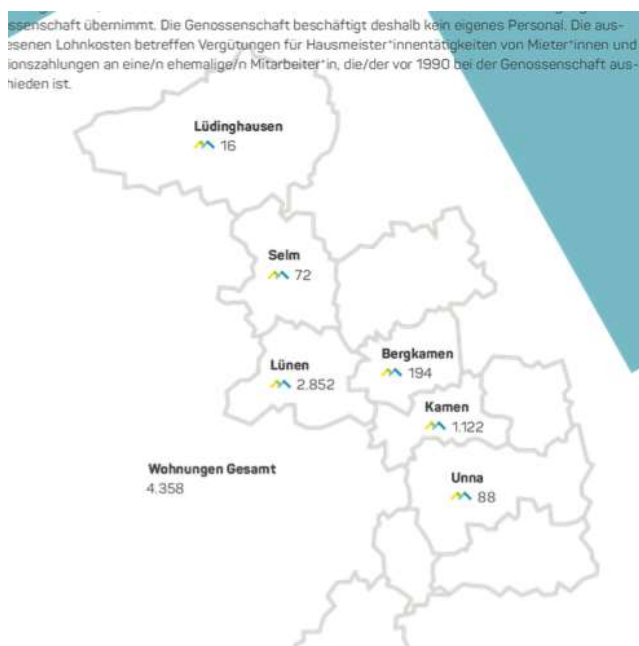 ssenschaft übernimmt. Die Genossenschaft beschäftigt deshalb kein eigenes Personal. Die aus-
esenen Lohnkosten betreffen Vergütungen für Hausmeister*innentätigkeiten von Mieter*innen und
ionszahlungen an eine/n ehemalige/n Mitarbeiter*in, die/der vor 1990 bei der Genossenschaft aus-
hieden ist.
Lüdinghausen
16
Selm
72
Bergkamen
194
Lünen
2.852
Kamen
1.122
Wohnungen Gesamt
4.358
Unna
88